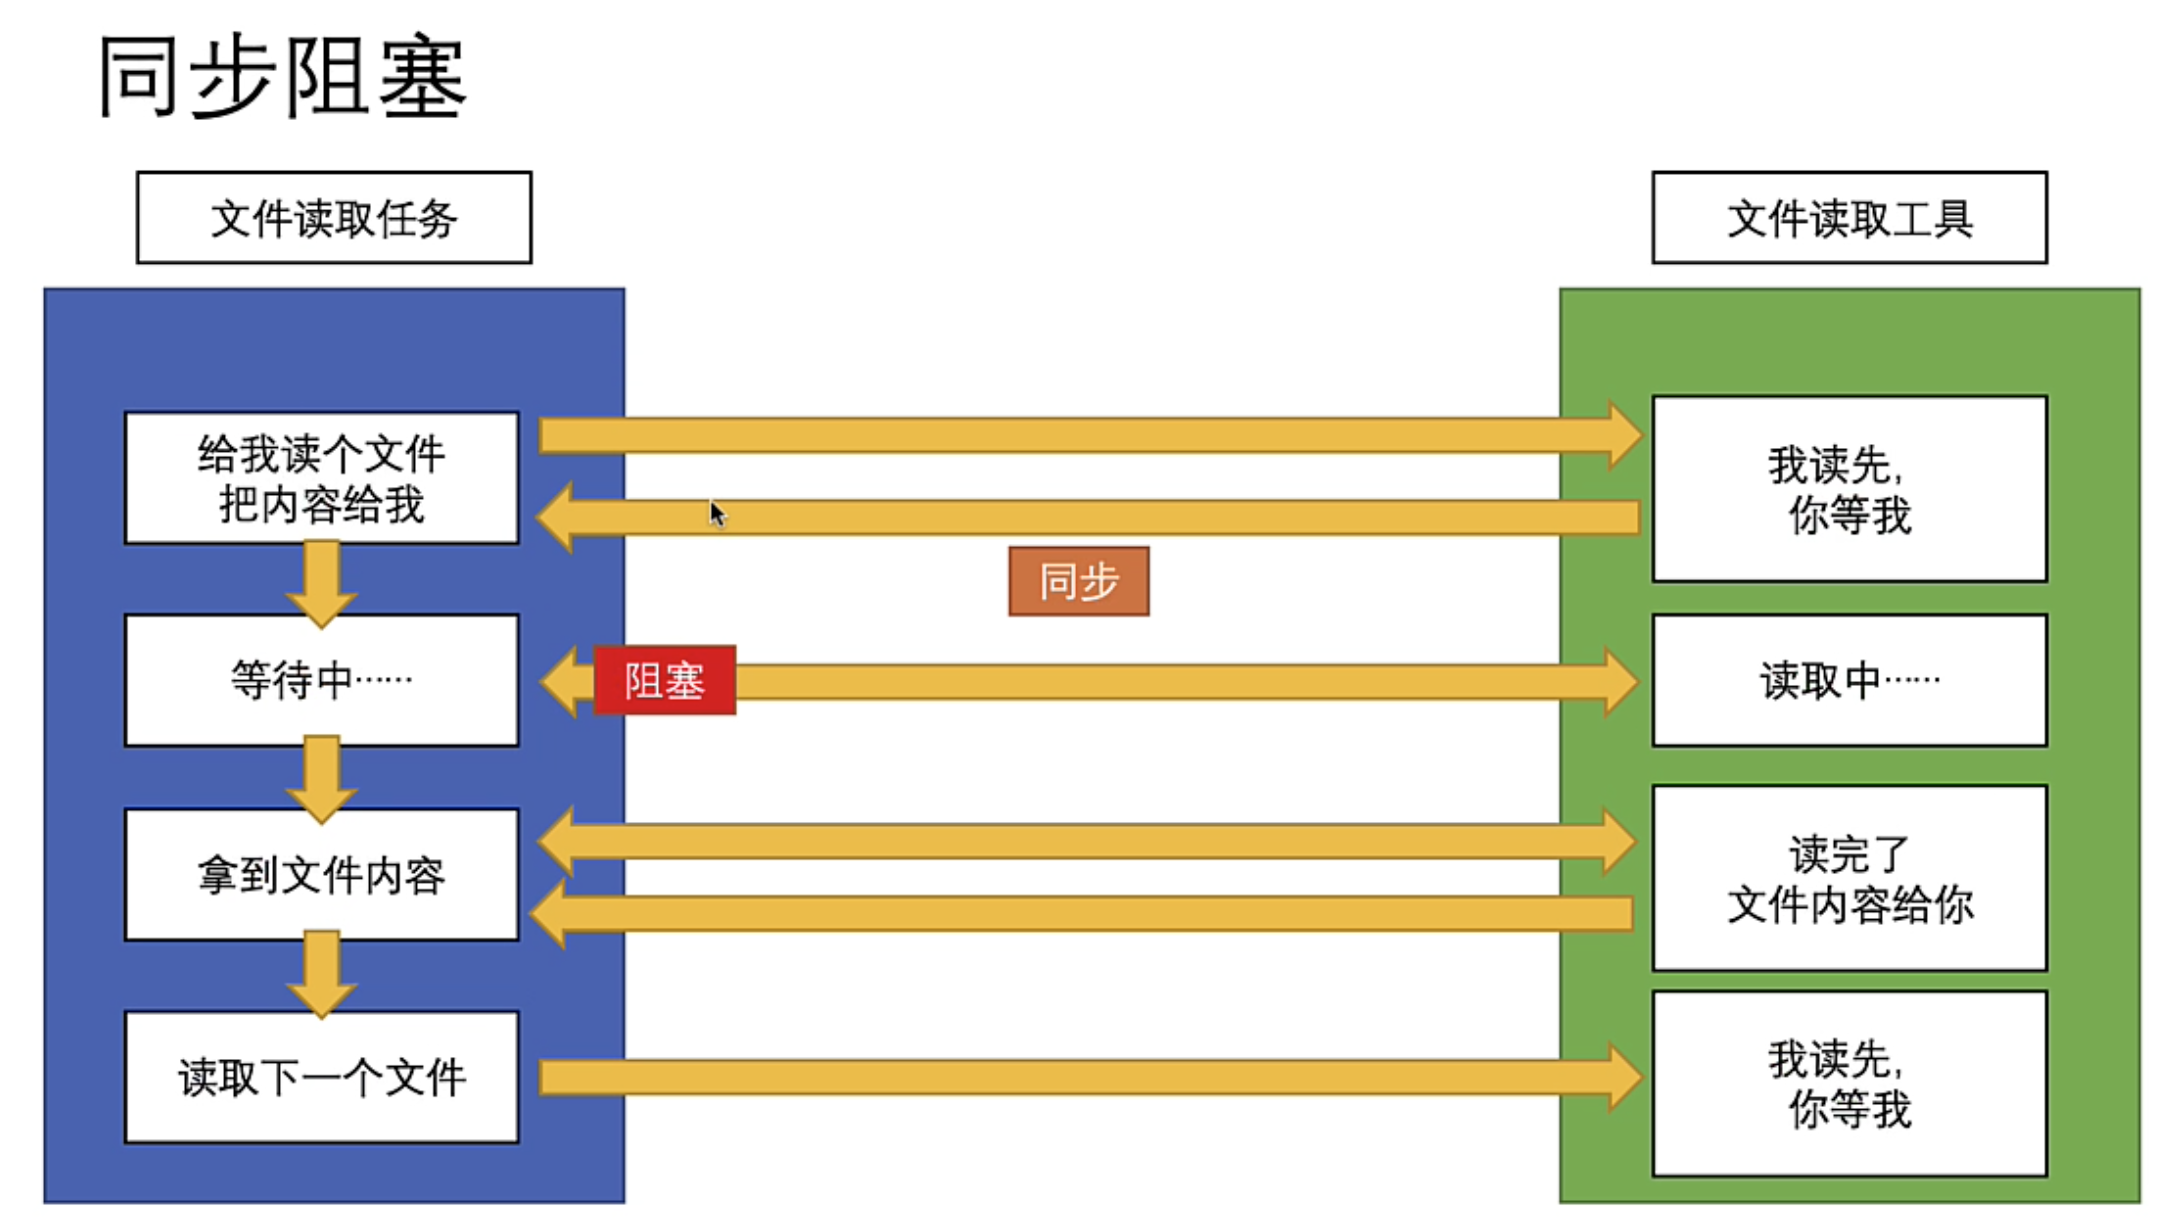 同步阻塞
文件读取任务
文件读取工具
给我读个文件
把内容给我
我读先,
你等我
同步
等待中······
阻塞
读取中······
拿到文件内容
读完了
文件内容给你
读取下一个文件
我读先,
你等我